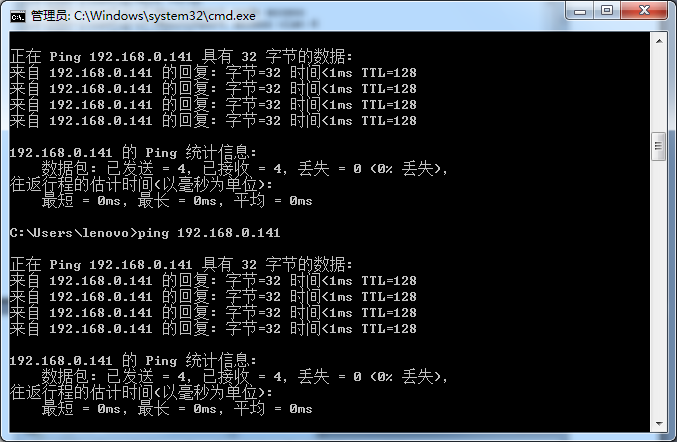 管理员: C:\Windows\system32\cmd.exe
正在 Ping 192.168.0.141 具有 32 字节的数据:
来自 192.168.0.141 的回复: 字节=32 时间<1ms TTL=128
来自 192.168.0.141 的回复: 字节=32 时间<1ms TTL=128
来自 192.168.0.141 的回复: 字节=32 时间<1ms TTL=128
来自 192.168.0.141 的回复: 字节=32 时间<1ms TTL=128
192.168.0.141 的 Ping 统计信息:
数据包: 已发送 = 4, 已接收 = 4, 丢失 = 0 (0% 丢失),
往返行程的估计时间(以毫秒为单位):
最短 = 0ms, 最长 = 0ms, 平均 = 0ms
C:\Users\lenovo>ping 192.168.0.141
正在 Ping 192.168.0.141 具有 32 字节的数据:
来自 192.168.0.141 的回复: 字节=32 时间<1ms TTL=128
来自 192.168.0.141 的回复: 字节=32 时间<1ms TTL=128
来自 192.168.0.141 的回复: 字节=32 时间<1ms TTL=128
来自 192.168.0.141 的回复: 字节=32 时间<1ms TTL=128
192.168.0.141 的 Ping 统计信息:
数据包: 已发送 = 4, 已接收 = 4, 丢失 = 0 (0% 丢失),
往返行程的估计时间(以毫秒为单位):
最短 = 0ms, 最长 = 0ms, 平均 = 0ms